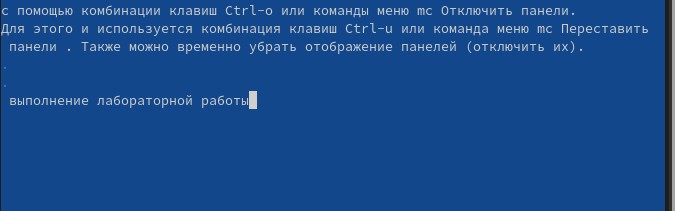 с помощью комбинации клавиш Ctrl-o или команды меню mc Отключить панели.
Для этого и используется комбинация клавиш Ctrl-u или команда меню mc Переставить
панели . Также можно временно убрать отображение панелей (отключить их).
.
.
выполнение лабораторной работы